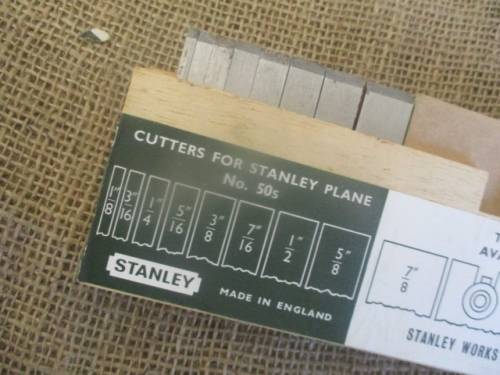 CUTTERS FOR STANLEY PLANE
No. 50s
1/8" 3/16" 1/4" 5/16" 3/8" 7/16" 1/2" 5/8"
7/8"
STANLEY
MADE IN ENGLAND
STANLEY WORKS